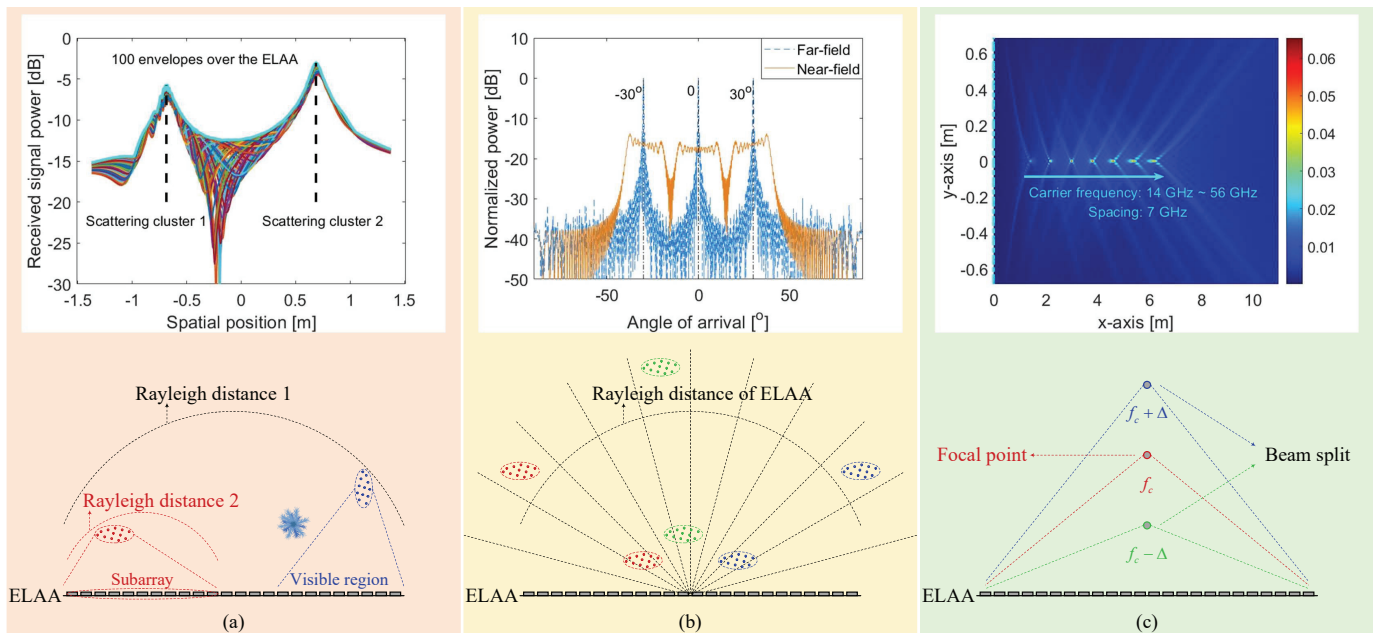 0
-5
-10
-15
-20
-25
-30
Received signal power [dB]
100 envelopes over the ELAA
Scattering cluster 1
Scattering cluster 2
-1.5
-1
-0.5
0
0.5
1
1.5
Spatial position [m]
Rayleigh distance 1
Rayleigh distance 2
Subarray
Visible region
ELAA
(a)
10
0
-10
-20
-30
-40
-50
Normalized power [dB]
Far-field
Near-field
-30°
0
30°
-50
0
50
Angle of arrival [°]
Rayleigh distance of ELAA
ELAA
(b)
0.6
0.4
0.2
0
-0.2
-0.4
-0.6
y-axis [m]
Carrier frequency: 14 GHz ~ 56 GHz
Spacing: 7 GHz
0
2
4
6
8
10
x-axis [m]
0.06
0.05
0.04
0.03
0.02
0.01
f_c + Δ
Focal point
Beam split
f_c
f_c − Δ
ELAA
(c)